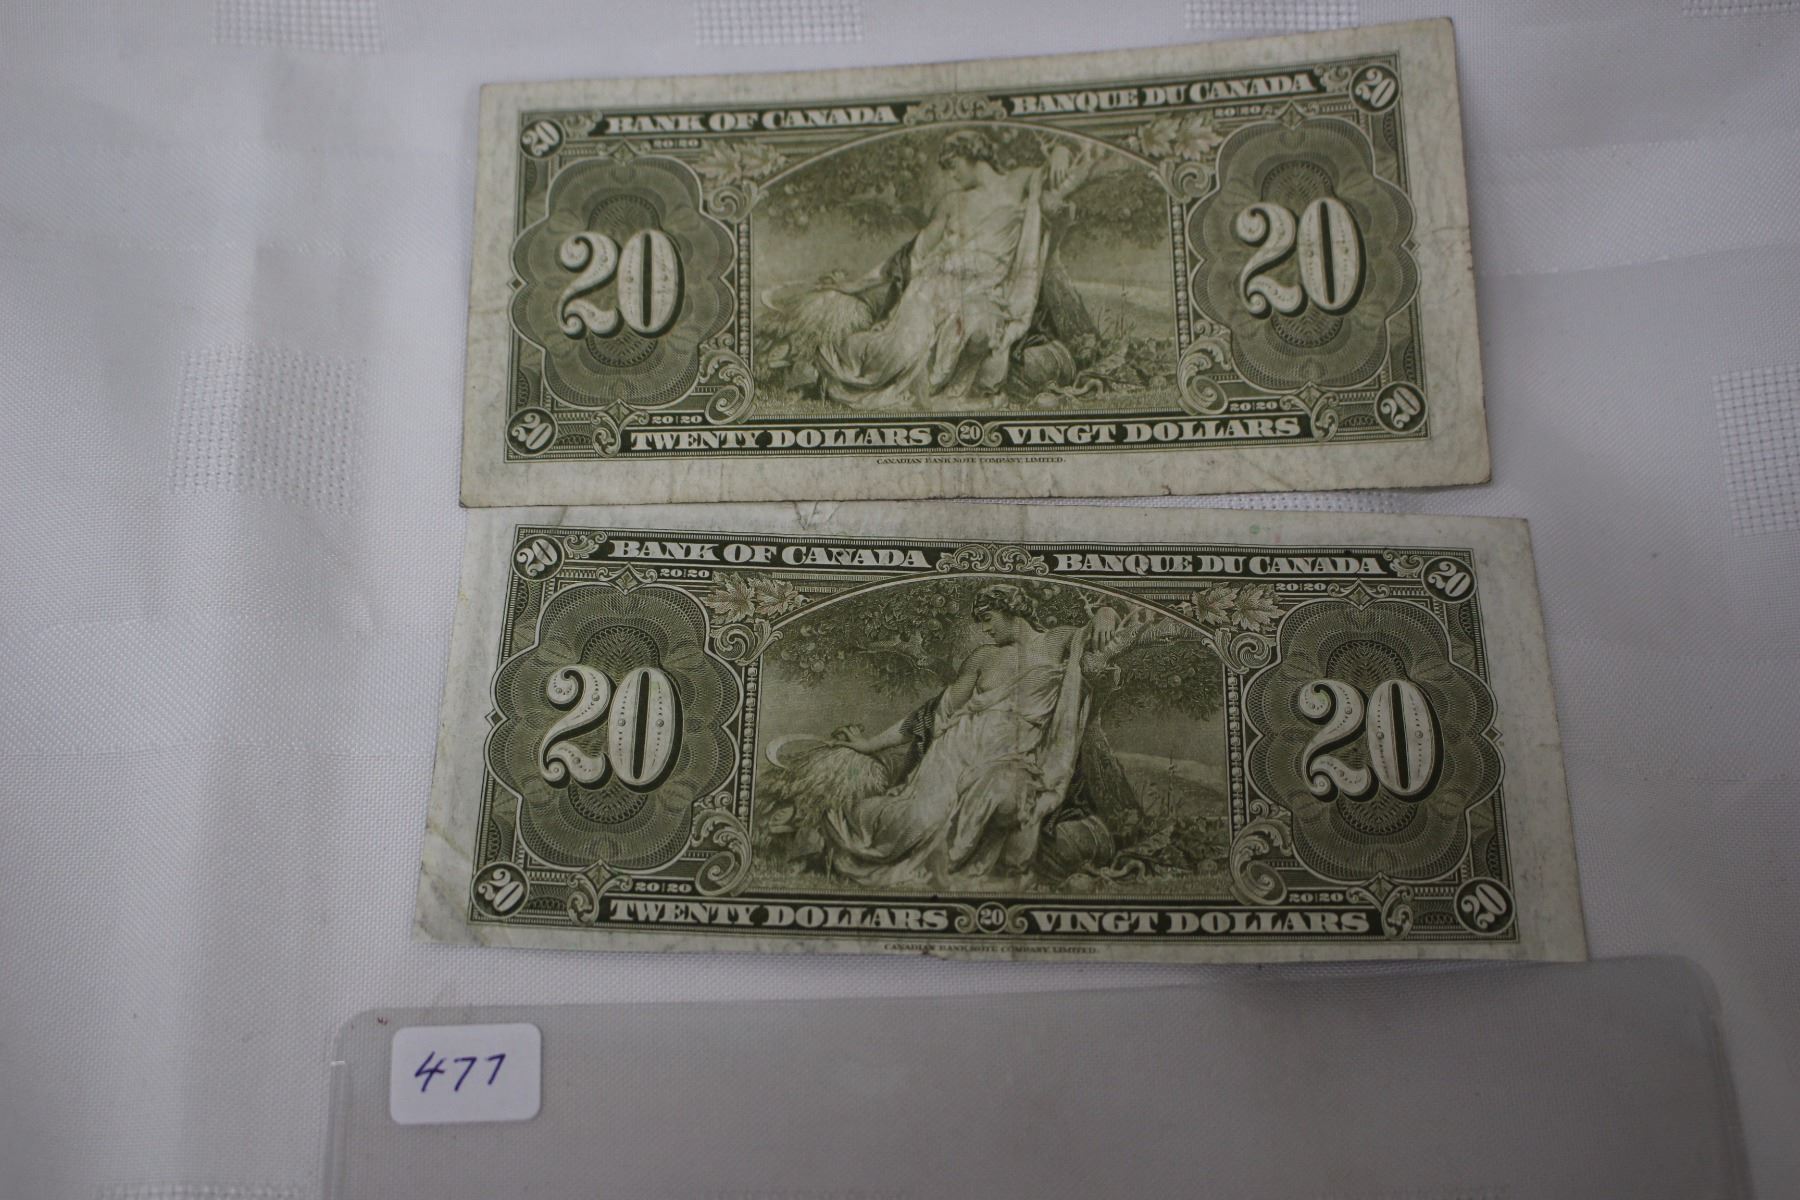 20 BANK OF CANADA BANQUE DU CANADA 20
20|20 20|20
20 20
20|20 20|20
20 TWENTY DOLLARS 20 VINGT DOLLARS 20
CANADIAN BANK NOTE COMPANY, LIMITED.
20 BANK OF CANADA BANQUE DU CANADA 20
20|20 20|20
20 20
20|20 20|20
20 TWENTY DOLLARS 20 VINGT DOLLARS 20
CANADIAN BANK NOTE COMPANY, LIMITED.
477